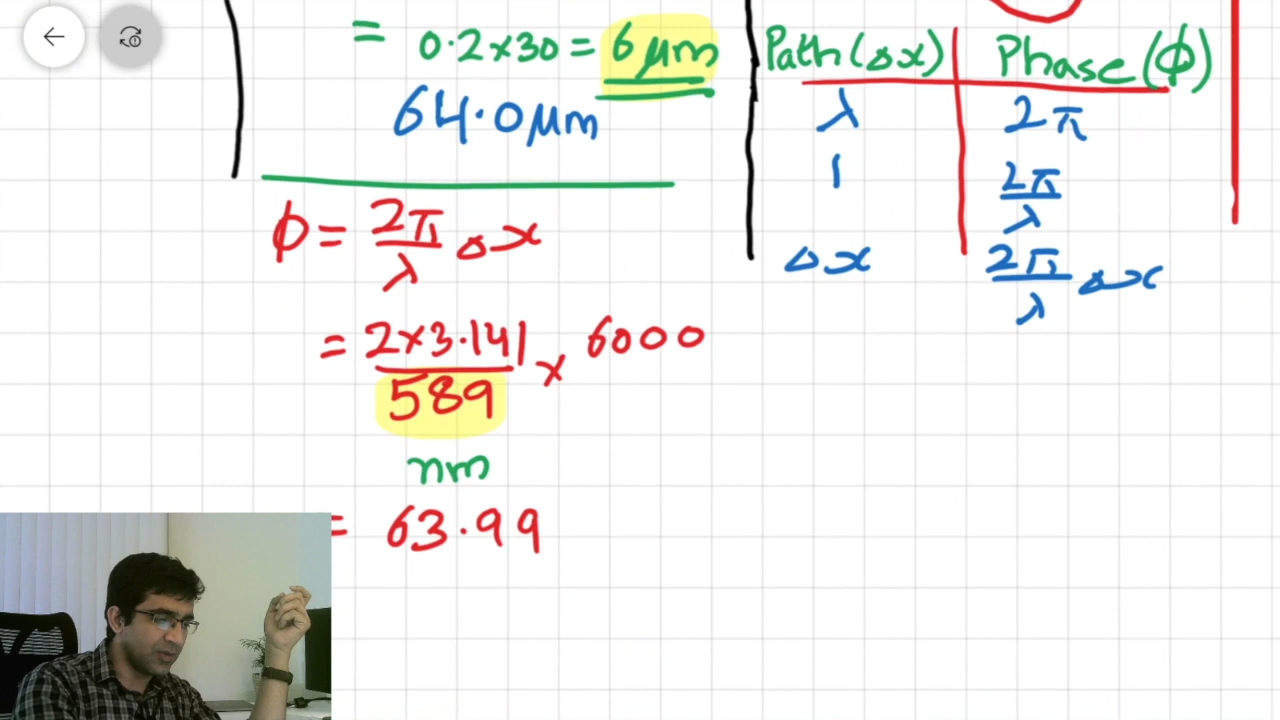 = 0.2×30 = 6 μm
64.0 μm
ϕ = 2π/λ Δx
= 2×3.141/589 × 6000
nm
= 63.99
Path(Δx) Phase(ϕ)
λ 2π
1 2π/λ
Δx 2π/λ Δx